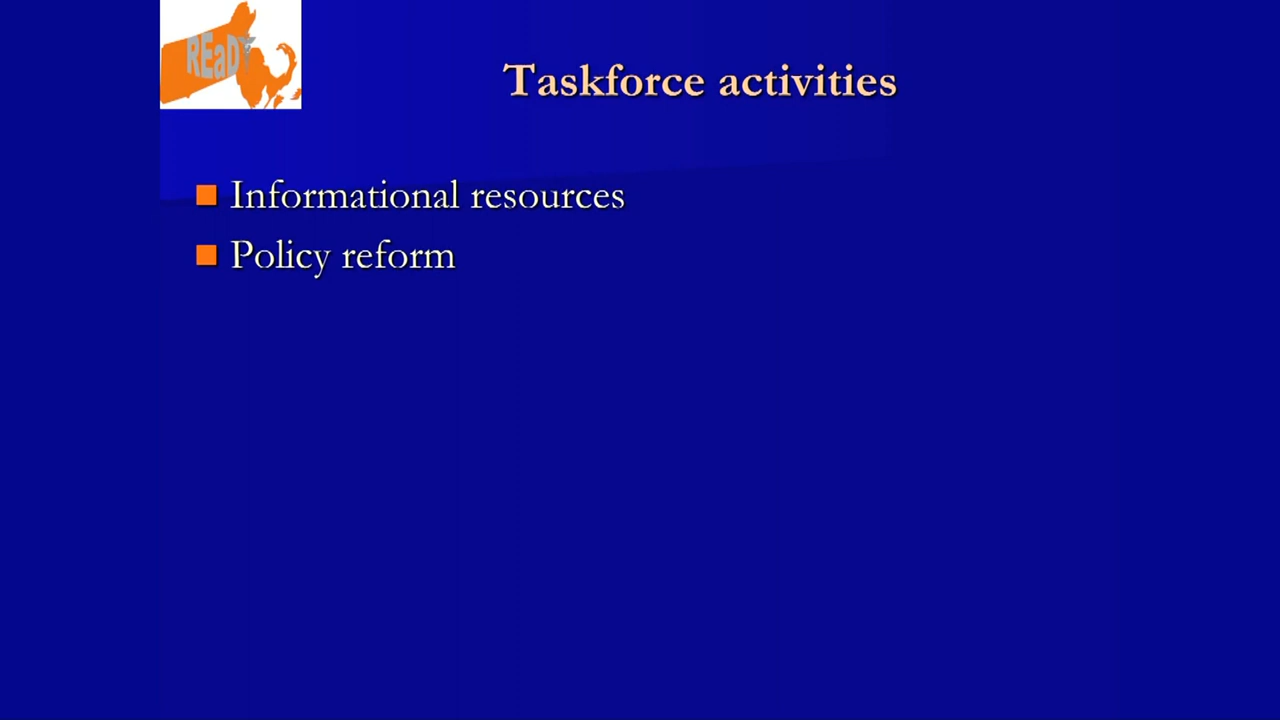 REaDY
Taskforce activities
Informational resources
Policy reform